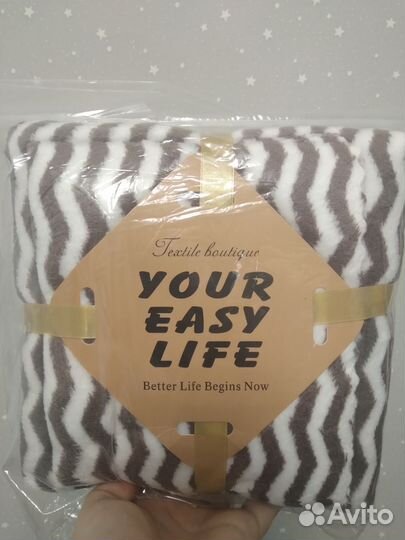 Textile boutique
YOUR
EASY
LIFE
Better Life Begins Now
Avito